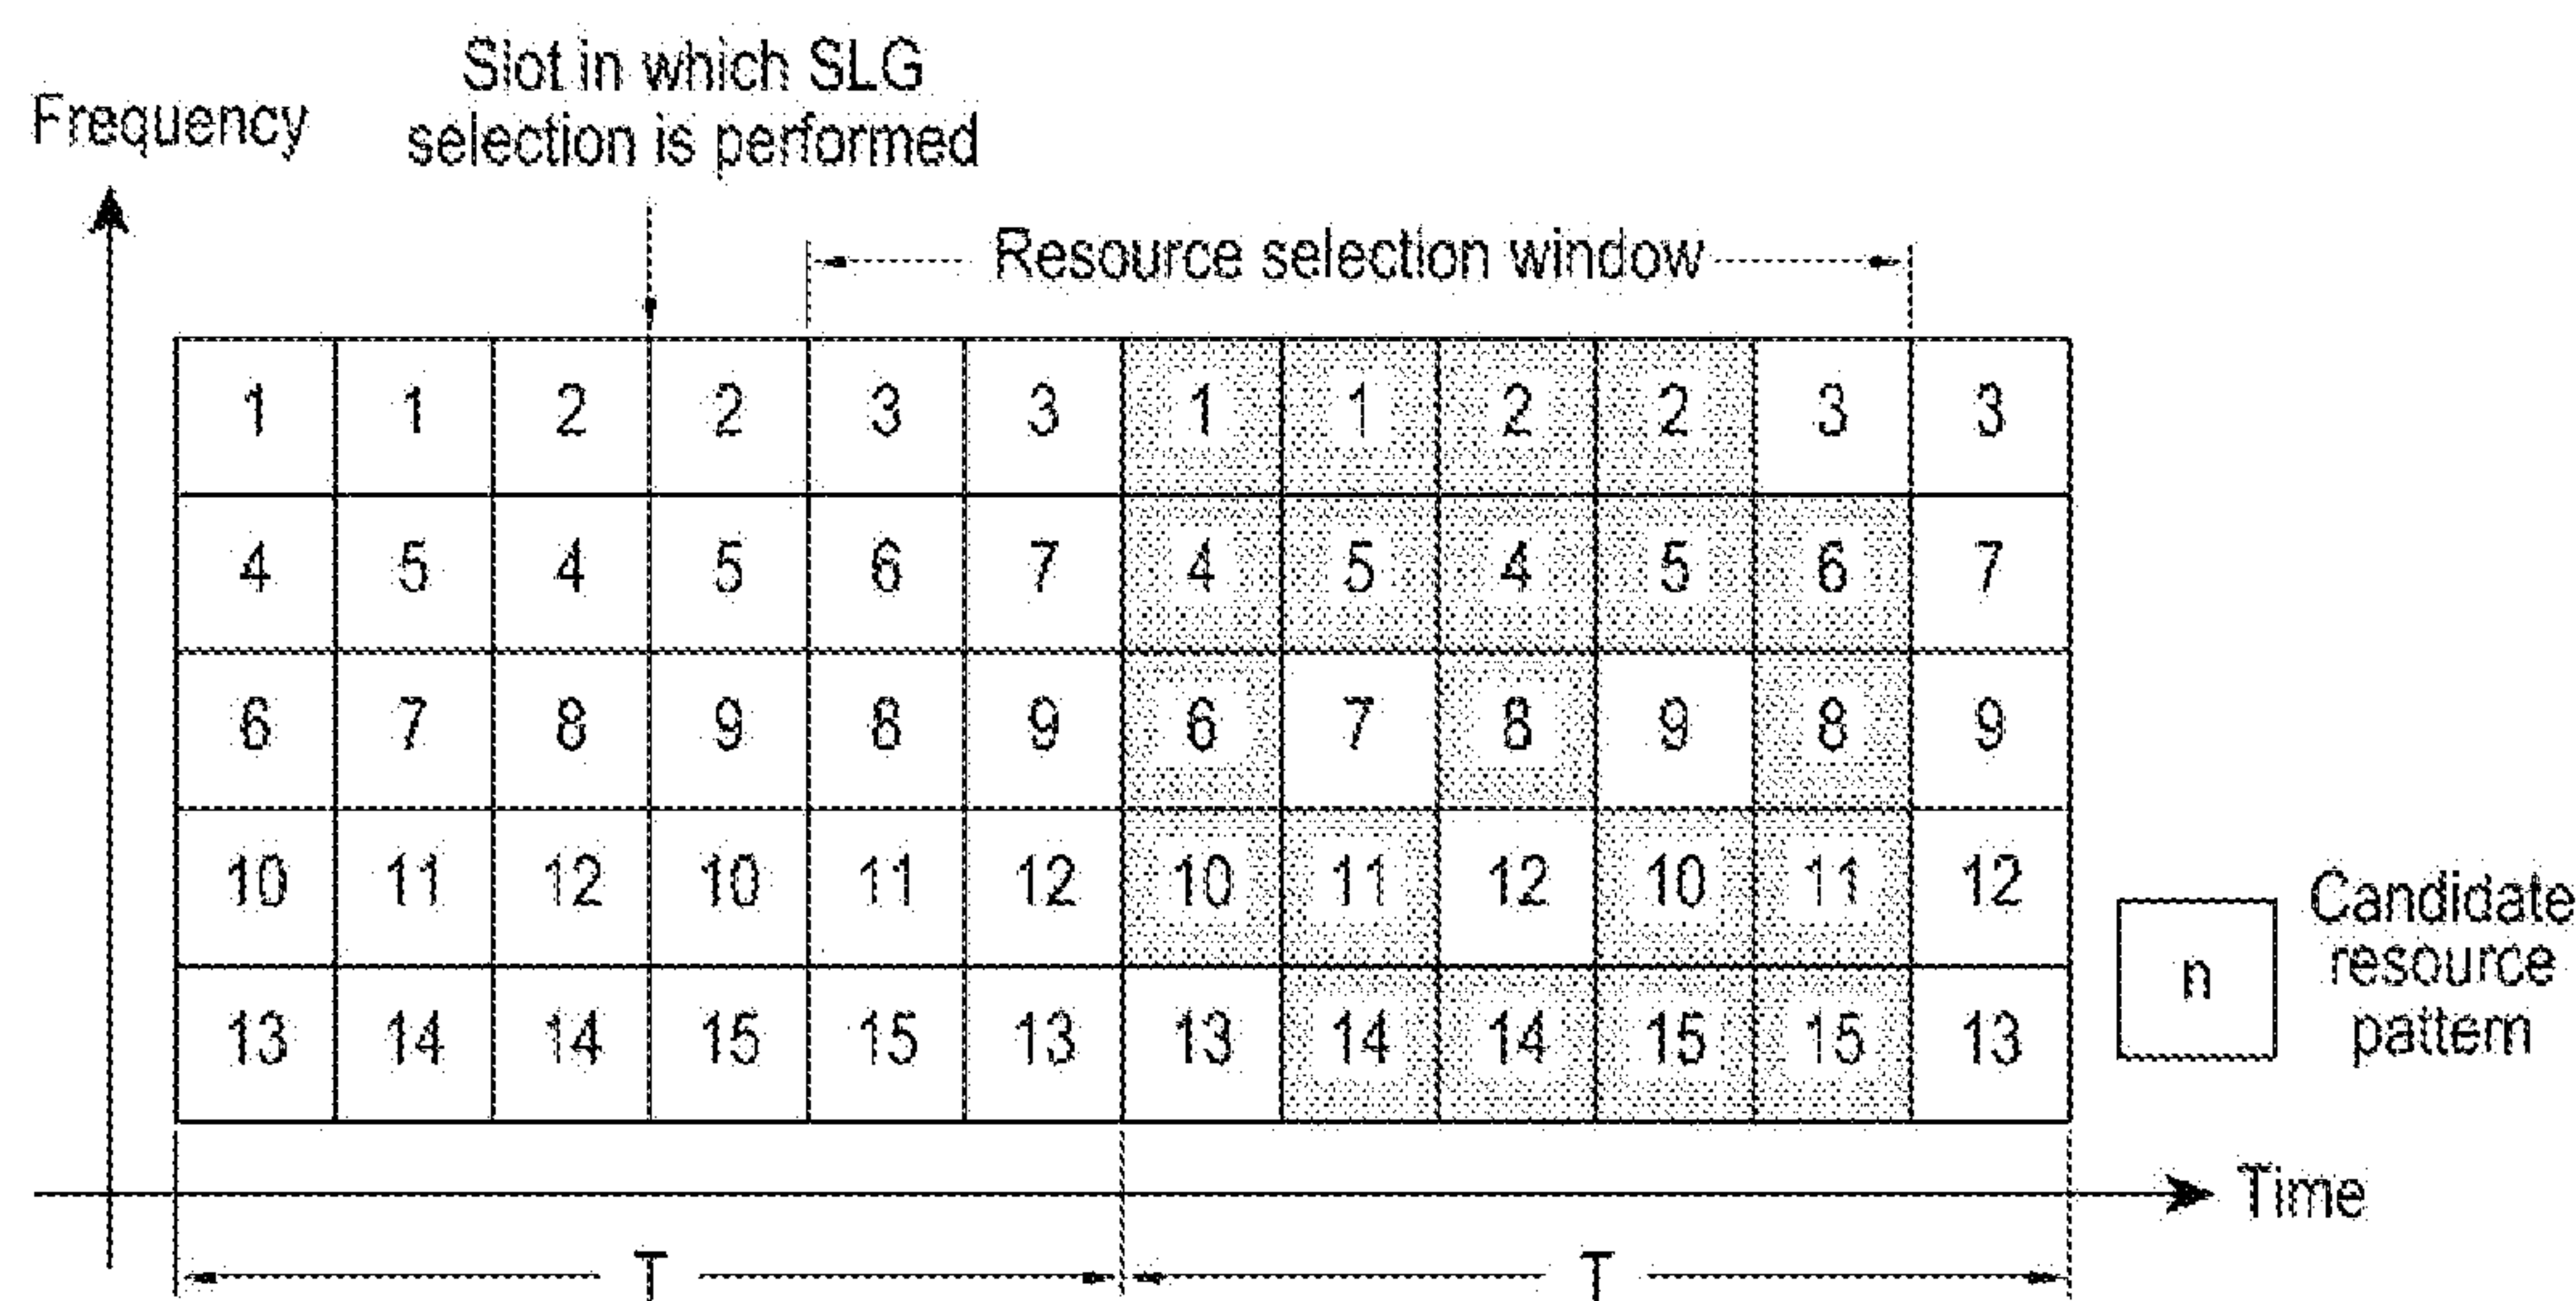 Slot in which SLG
selection is performed
Frequency
Resource selection window
1 1 2 2 3 3 1 1 2 2 3 3
4 5 4 5 6 7 4 5 4 5 6 7
6 7 8 9 8 9 6 7 8 9 8 9
10 11 12 10 11 12 10 11 12 10 11 12
13 14 14 15 15 13 13 14 14 15 15 13
n
Candidate
resource
pattern
Time
T T